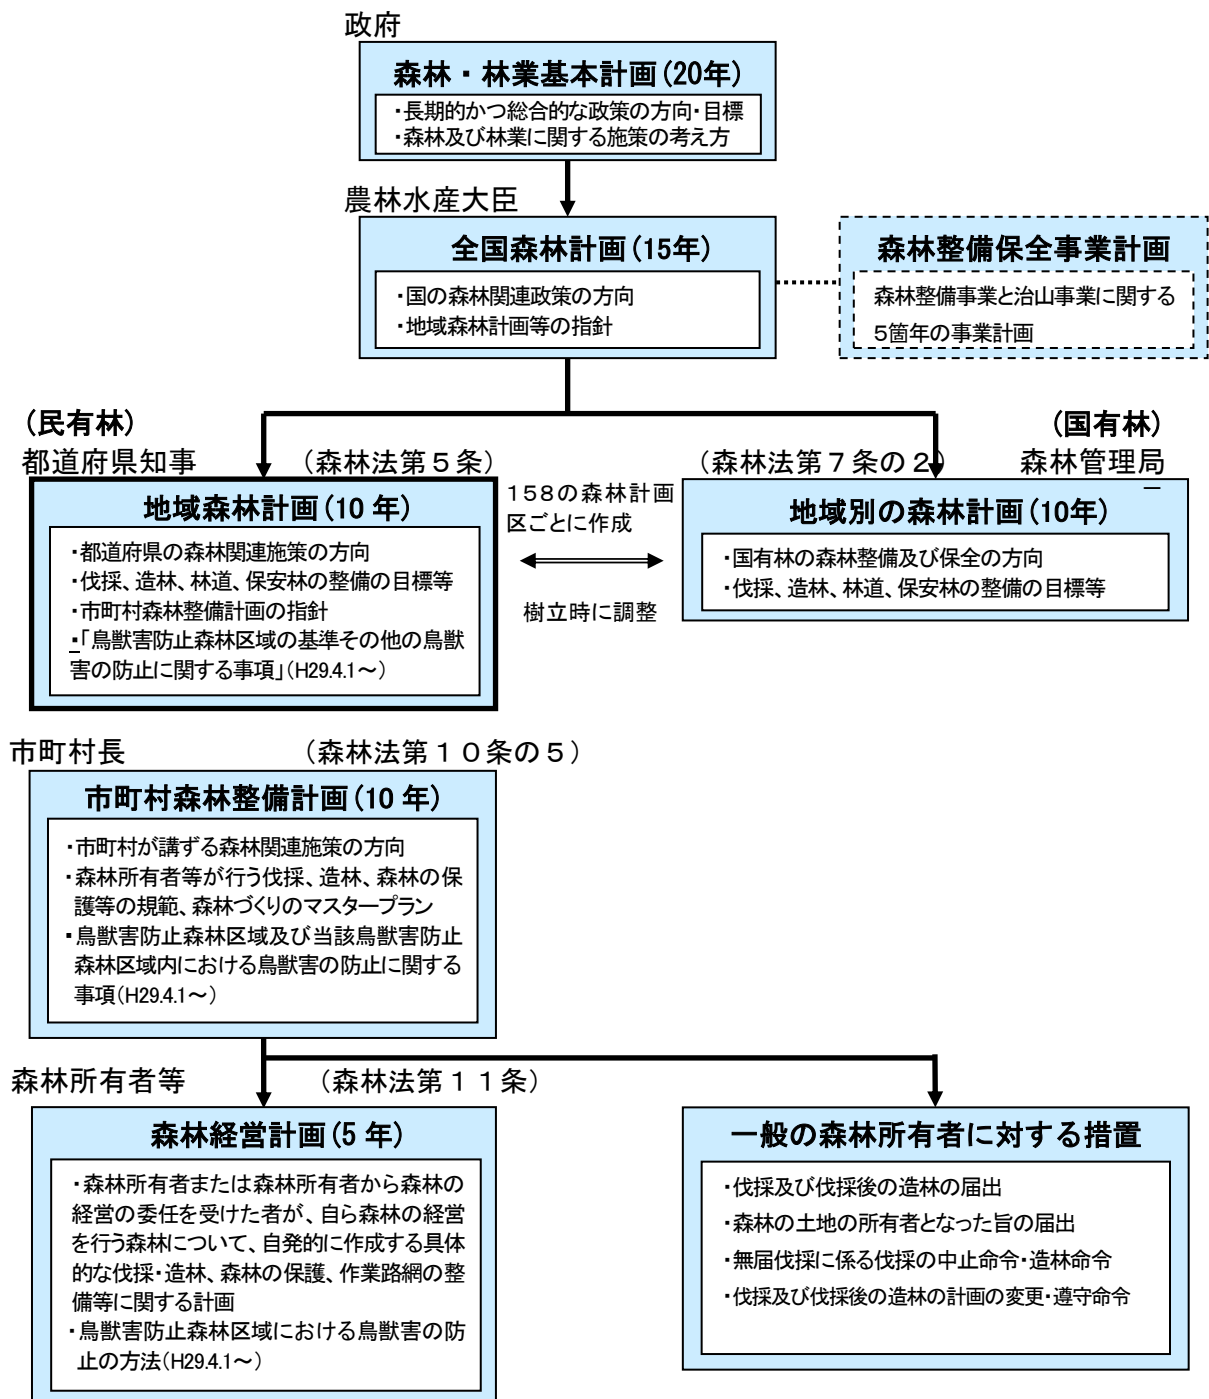 政府
森林・林業基本計画(20年)
・長期的かつ総合的な政策の方向・目標
・森林及び林業に関する施策の考え方
農林水産大臣
全国森林計画(15年)
・国の森林関連政策の方向
・地域森林計画等の指針
森林整備保全事業計画
森林整備事業と治山事業に関する
5箇年の事業計画
(民有林)
都道府県知事 (森林法第5条)
地域森林計画(10 年)
・都道府県の森林関連施策の方向
・伐採、造林、林道、保安林の整備の目標等
・市町村森林整備計画の指針
・「鳥獣害防止森林区域の基準その他の鳥獣
害の防止に関する事項」(H29.4.1～)
158の森林計画
区ごとに作成
樹立時に調整
(国有林)
(森林法第7条の2) 森林管理局
地域別の森林計画(10年)
・国有林の森林整備及び保全の方向
・伐採、造林、林道、保安林の整備の目標等
市町村長 (森林法第10条の5)
市町村森林整備計画(10 年)
・市町村が講ずる森林関連施策の方向
・森林所有者等が行う伐採、造林、森林の保
護等の規範、森林づくりのマスタープラン
・鳥獣害防止森林区域及び当該鳥獣害防止
森林区域内における鳥獣害の防止に関する
事項(H29.4.1～)
森林所有者等 (森林法第11条)
森林経営計画(5 年)
・森林所有者または森林所有者から森林の
経営の委任を受けた者が、自ら森林の経営
を行う森林について、自発的に作成する具体
的な伐採・造林、森林の保護、作業路網の整
備等に関する計画
・鳥獣害防止森林区域における鳥獣害の防
止の方法(H29.4.1～)
一般の森林所有者に対する措置
・伐採及び伐採後の造林の届出
・森林の土地の所有者となった旨の届出
・無届伐採に係る伐採の中止命令・造林命令
・伐採及び伐採後の造林の計画の変更・遵守命令